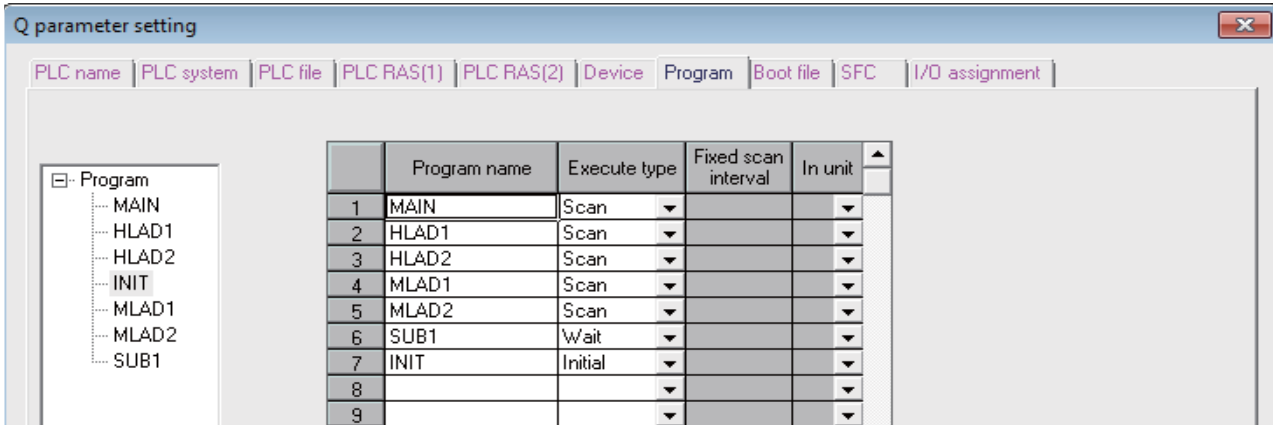 Q parameter setting
PLC name PLC system PLC file PLC RAS(1) PLC RAS(2) Device Program Boot file SFC I/O assignment
Program
MAIN
HLAD1
HLAD2
INIT
MLAD1
MLAD2
SUB1
Program name Execute type Fixed scan interval In unit
1 MAIN Scan
2 HLAD1 Scan
3 HLAD2 Scan
4 MLAD1 Scan
5 MLAD2 Scan
6 SUB1 Wait
7 INIT Initial
8
9